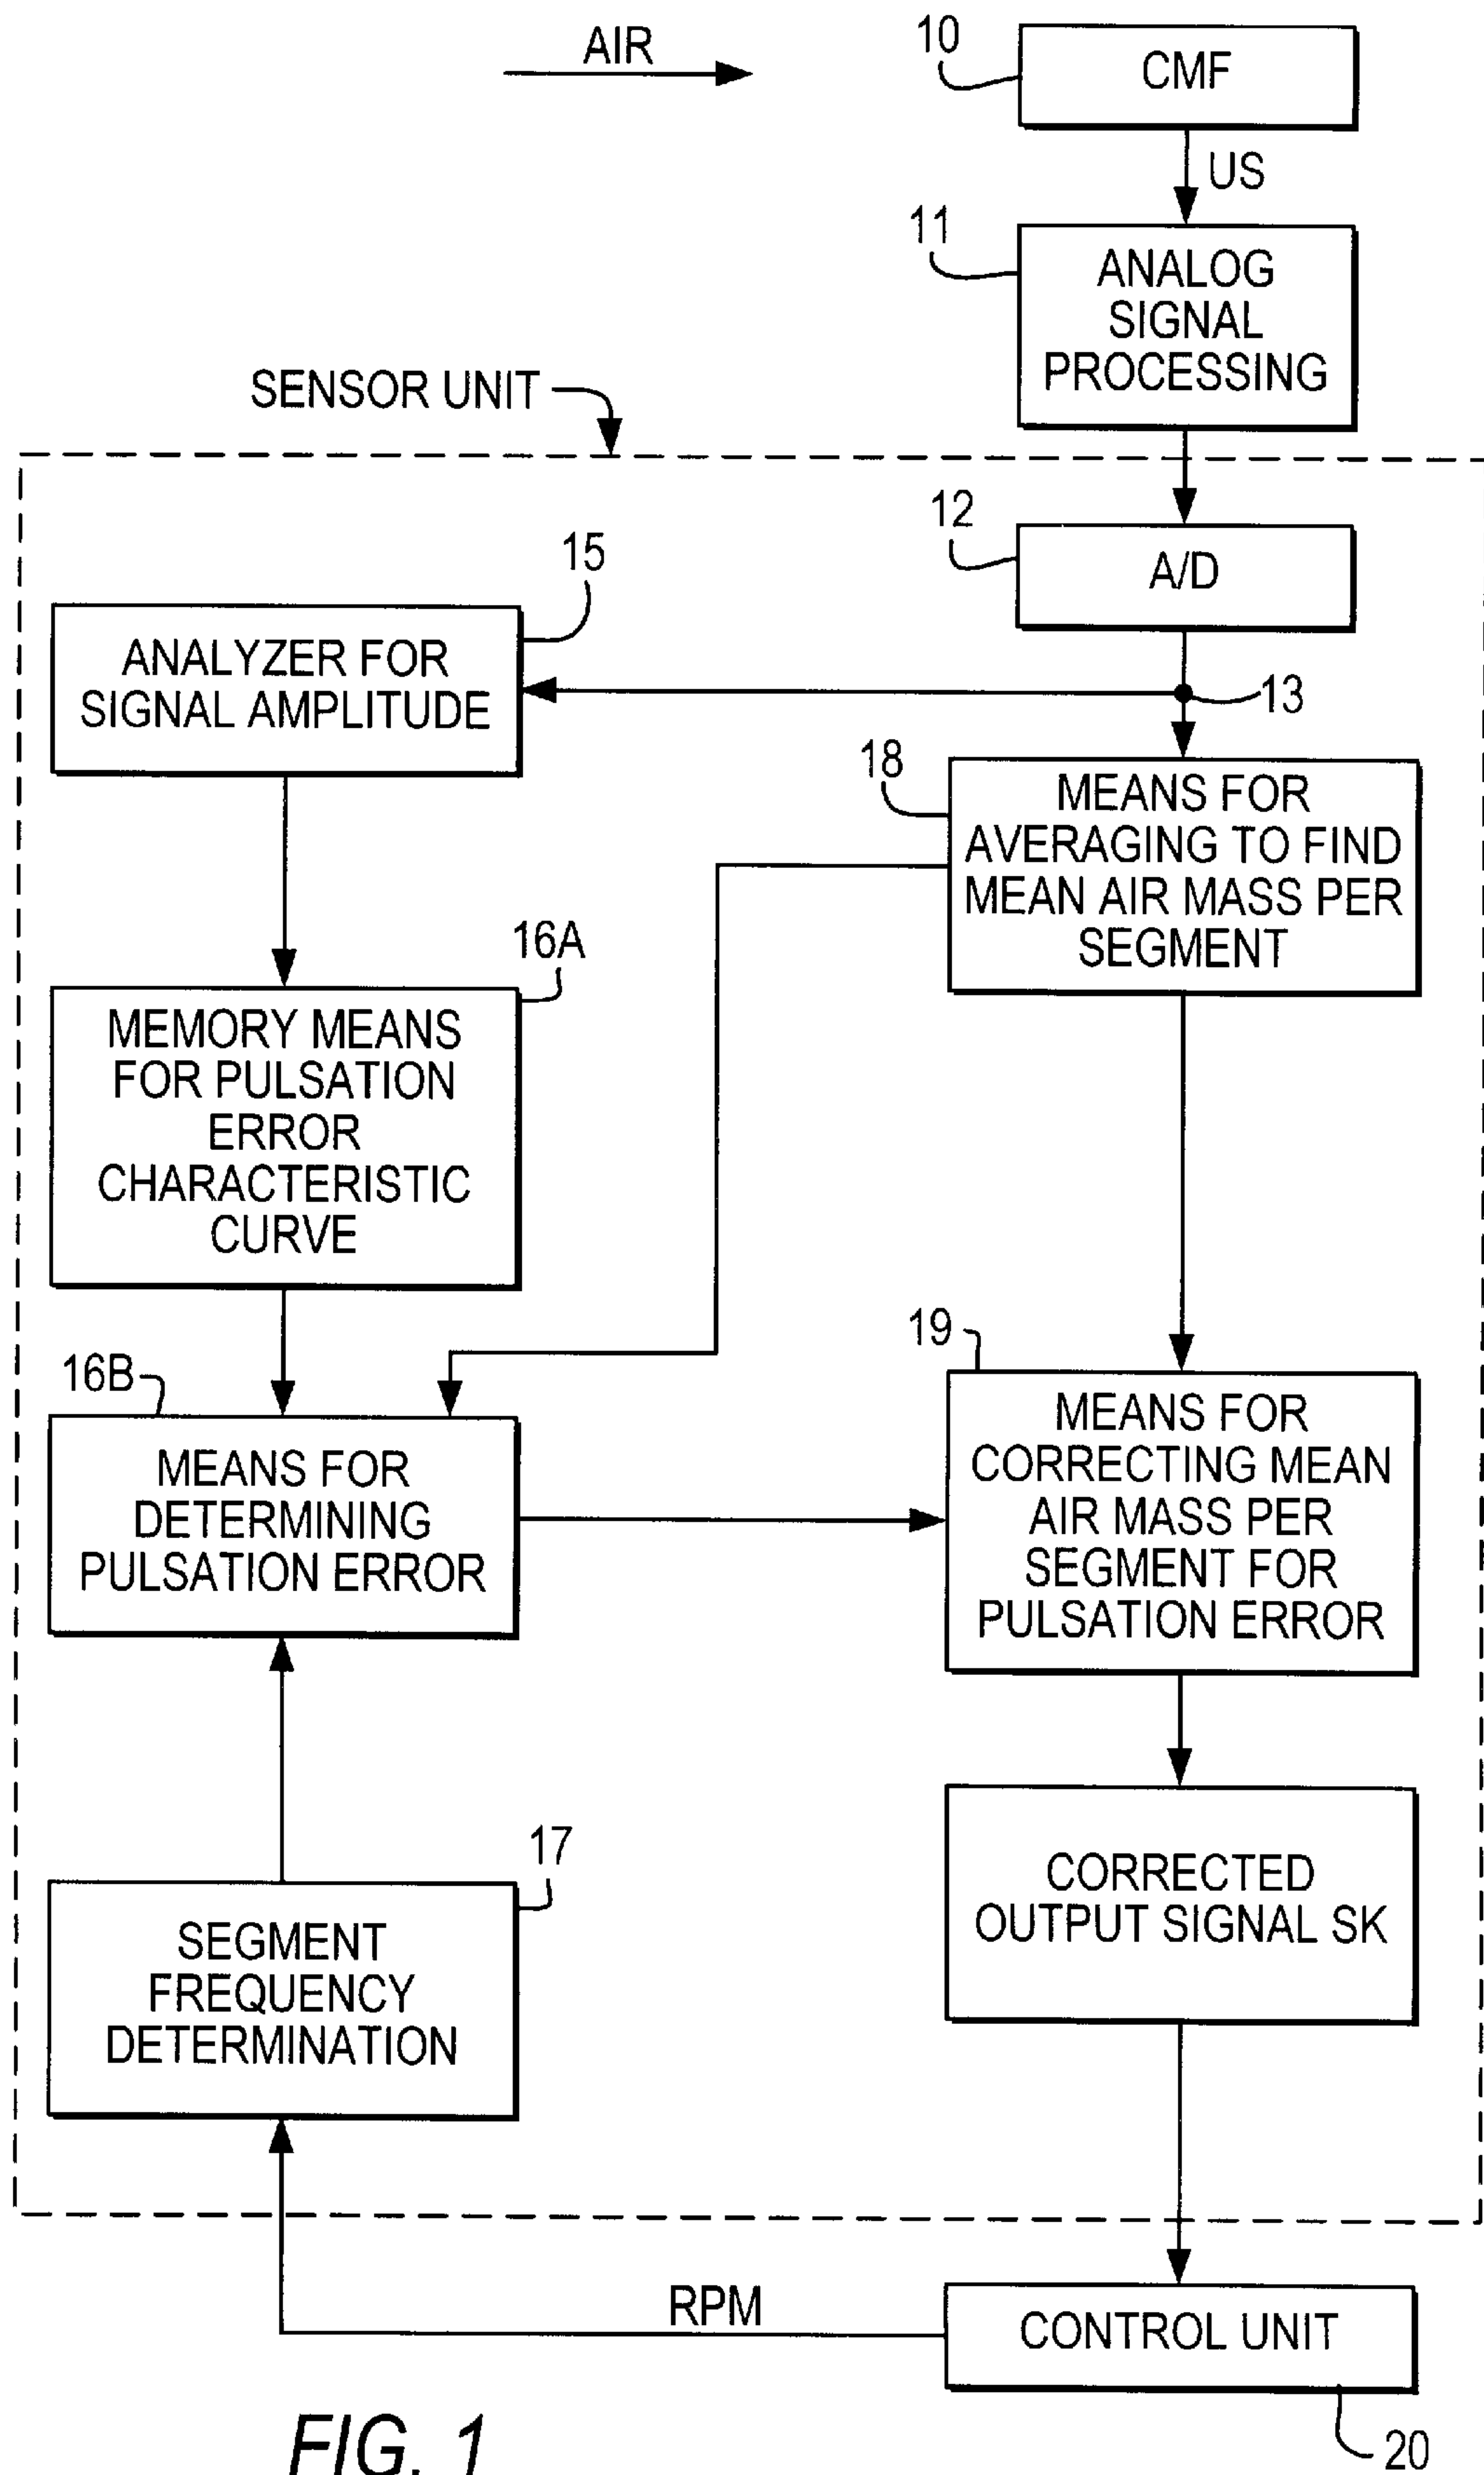 AIR
10
CMF
US
11
ANALOG
SIGNAL
PROCESSING
SENSOR UNIT
12
A/D
13
15
ANALYZER FOR
SIGNAL AMPLITUDE
18
MEANS FOR
AVERAGING TO FIND
MEAN AIR MASS PER
SEGMENT
16A
MEMORY MEANS
FOR PULSATION
ERROR
CHARACTERISTIC
CURVE
16B
MEANS FOR
DETERMINING
PULSATION ERROR
19
MEANS FOR
CORRECTING MEAN
AIR MASS PER
SEGMENT FOR
PULSATION ERROR
17
SEGMENT
FREQUENCY
DETERMINATION
CORRECTED
OUTPUT SIGNAL SK
RPM
CONTROL UNIT
20
FIG. 1